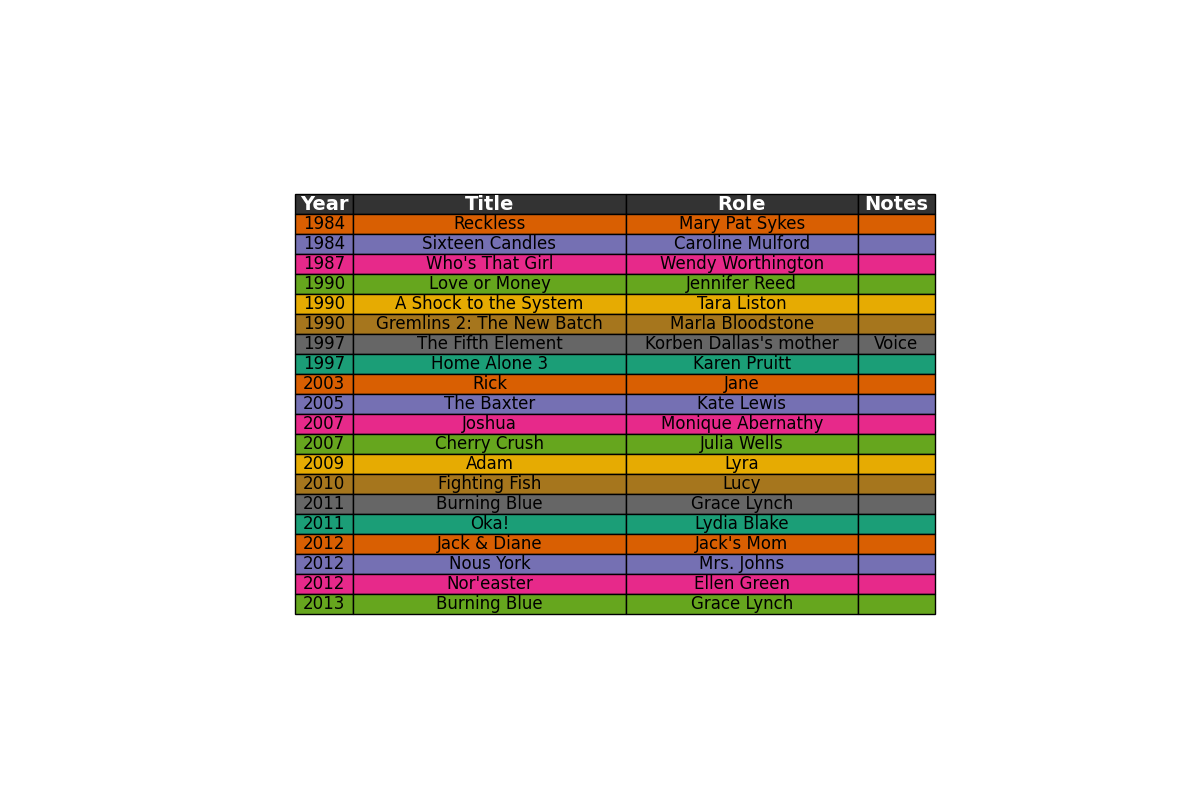 Year Title Role Notes
1984 Reckless Mary Pat Sykes
1984 Sixteen Candles Caroline Mulford
1987 Who's That Girl Wendy Worthington
1990 Love or Money Jennifer Reed
1990 A Shock to the System Tara Liston
1990 Gremlins 2: The New Batch Marla Bloodstone
1997 The Fifth Element Korben Dallas's mother Voice
1997 Home Alone 3 Karen Pruitt
2003 Rick Jane
2005 The Baxter Kate Lewis
2007 Joshua Monique Abernathy
2007 Cherry Crush Julia Wells
2009 Adam Lyra
2010 Fighting Fish Lucy
2011 Burning Blue Grace Lynch
2011 Oka! Lydia Blake
2012 Jack & Diane Jack's Mom
2012 Nous York Mrs. Johns
2012 Nor'easter Ellen Green
2013 Burning Blue Grace Lynch